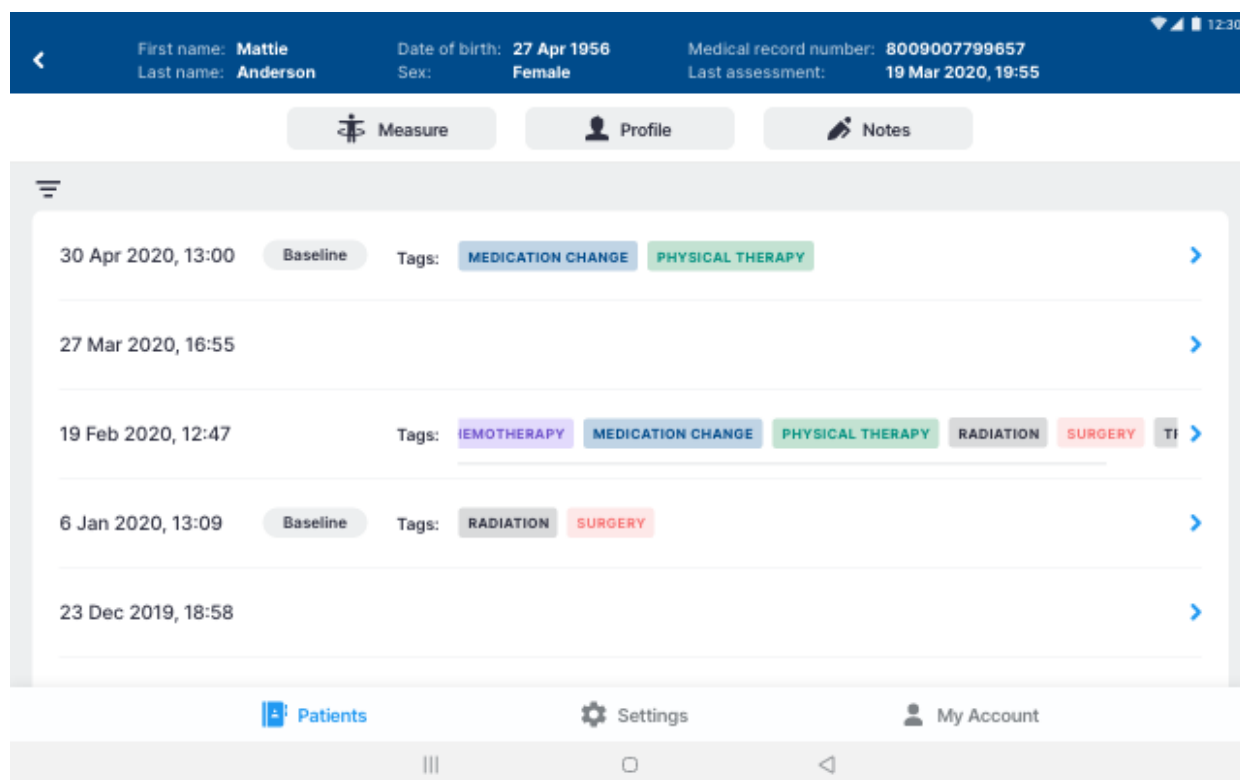 12:30
First name: Mattie Date of birth: 27 Apr 1956 Medical record number: 8009007799657
Last name: Anderson Sex: Female Last assessment: 19 Mar 2020, 19:55
Measure Profile Notes
30 Apr 2020, 13:00 Baseline Tags: MEDICATION CHANGE PHYSICAL THERAPY
27 Mar 2020, 16:55
19 Feb 2020, 12:47 Tags: HEMOTHERAPY MEDICATION CHANGE PHYSICAL THERAPY RADIATION SURGERY
6 Jan 2020, 13:09 Baseline Tags: RADIATION SURGERY
23 Dec 2019, 18:58
Patients Settings My Account